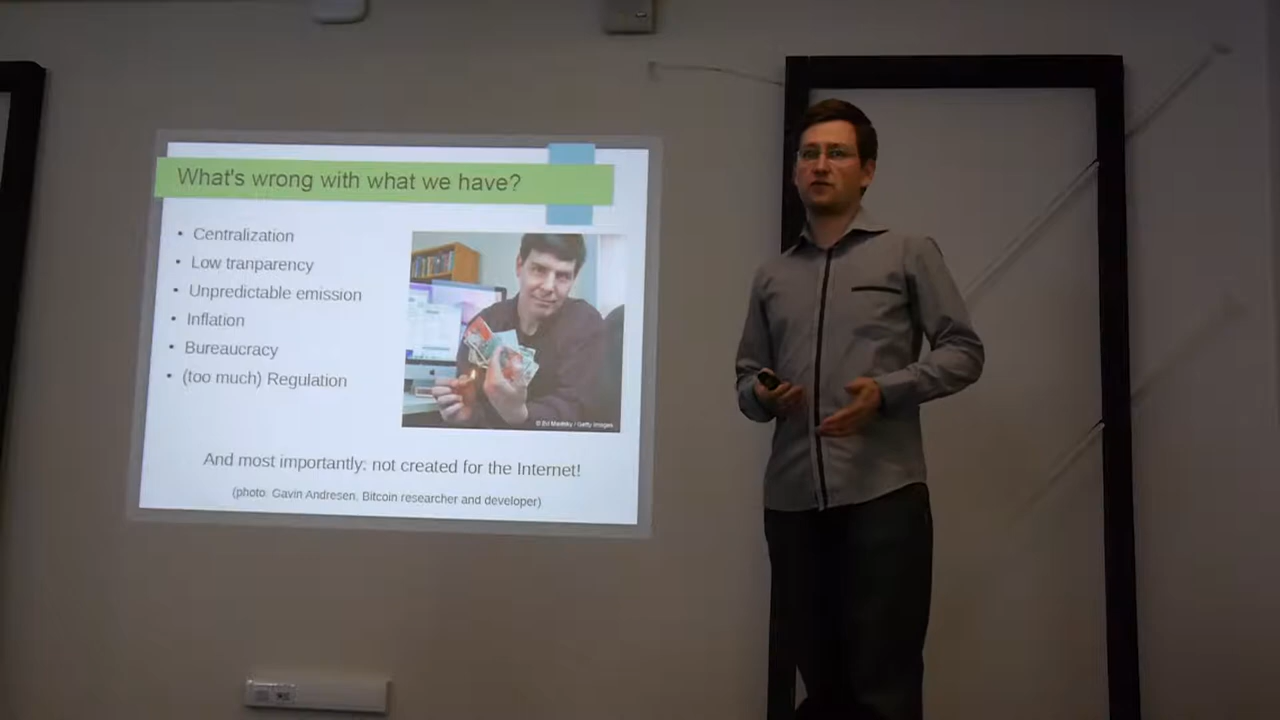 What's wrong with what we have?
• Centralization
• Low tranparency
• Unpredictable emission
• Inflation
• Bureaucracy
• (too much) Regulation
And most importantly: not created for the Internet!
(photo: Gavin Andresen, Bitcoin researcher and developer)